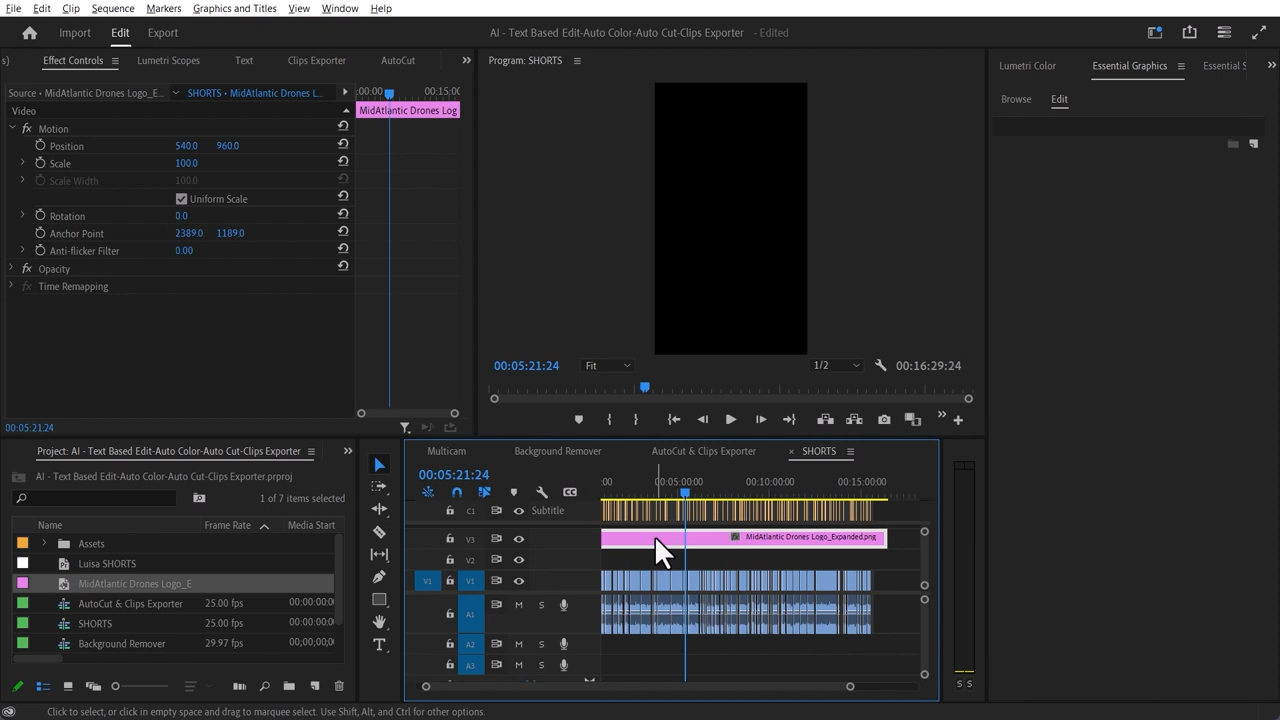 File Edit Clip Sequence Markers Graphics and Titles View Window Help
Import Edit Export AI - Text Based Edit-Auto Color-Auto Cut-Clips Exporter - Edited
s) Effect Controls Lumetri Scopes Text Clips Exporter AutoCut
Program: SHORTS
Lumetri Color Essential Graphics Essential S
Browse Edit
Source • MidAtlantic Drones Logo_E... SHORTS • MidAtlantic Drones L... :00:00 00:15:00
Video MidAtlantic Drones Log
fx Motion
Position 540.0 960.0
Scale 100.0
Scale Width 100.0
Uniform Scale
Rotation 0.0
Anchor Point 2389.0 1189.0
Anti-flicker Filter 0.00
fx Opacity
fx Time Remapping
00:05:21:24
00:05:21:24 Fit 1/2 00:16:29:24
Project: AI - Text Based Edit-Auto Color-Auto Cut-Clips Exporter
AI - Text Based Edit-Auto Color-Auto Cut-Clips Exporter.prproj
1 of 7 items selected
Name Frame Rate Media Start
Assets
Luisa SHORTS
MidAtlantic Drones Logo_E
AutoCut & Clips Exporter 25.00 fps 00:00:00:0
SHORTS 25.00 fps 00:00:00:0
Background Remover 29.97 fps 00;00;00;0
Multicam Background Remover AutoCut & Clips Exporter × SHORTS
00:05:21:24
:00 00:05:00:00 00:10:00:00 00:15:00:00
C1 Subtitle
V3 MidAtlantic Drones Logo_Expanded.png
V2
V1 V1
A1 M S
A2 M S
A3 M S
S S
Click to select, or click in empty space and drag to marquee select. Use Shift, Alt, and Ctrl for other options.